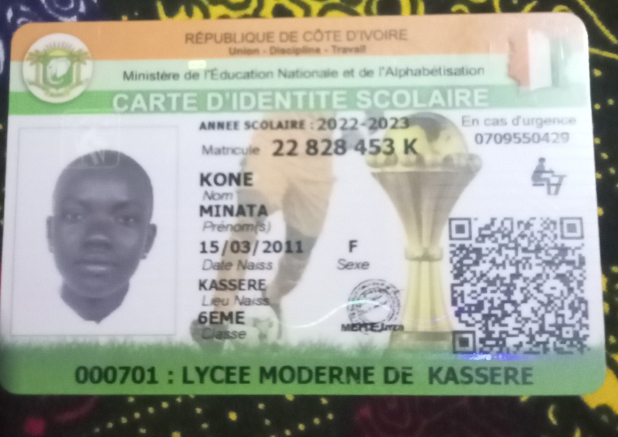 RÉPUBLIQUE DE CÔTE D'IVOIRE
Union - Discipline - Travail
Ministère de l'Éducation Nationale et de l'Alphabétisation
CARTE D'IDENTITE SCOLAIRE
ANNEE SCOLAIRE : 2022-2023
En cas d'urgence
0709550429
Matricule 22 828 453 K
KONE
Nom
MINATA
Prénom(s)
15/03/2011 F
Date Naiss Sexe
KASSERE
Lieu Naiss
6EME
Classe
000701 : LYCEE MODERNE DE KASSERE